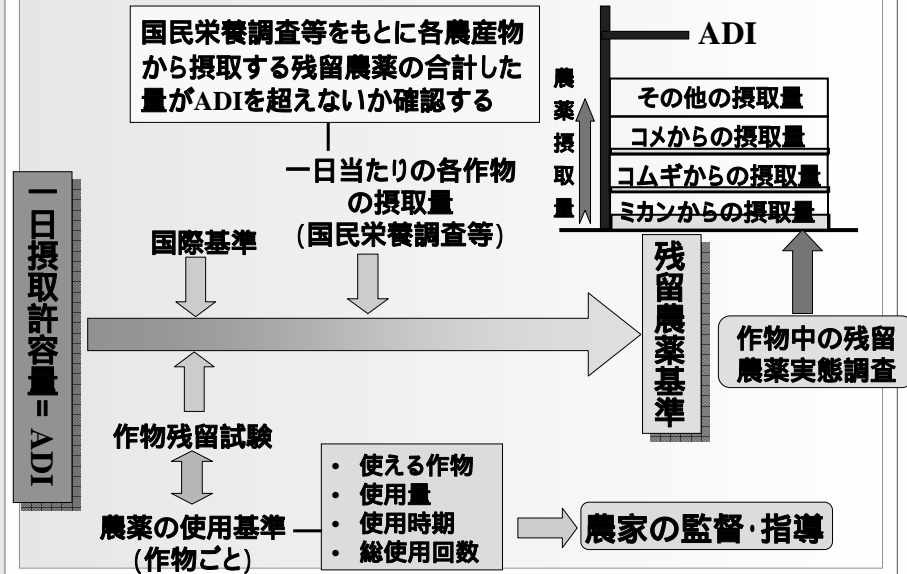 国民栄養調査等をもとに各農産物
から摂取する残留農薬の合計した
量がADIを超えないか確認する
ADI
農薬摂取量
その他の摂取量
コメからの摂取量
コムギからの摂取量
ミカンからの摂取量
一日当たりの各作物
の摂取量
(国民栄養調査等)
国際基準
一日摂取許容量=ADI
残留農薬基準
作物中の残留
農薬実態調査
作物残留試験
農薬の使用基準
(作物ごと)
• 使える作物
• 使用量
• 使用時期
• 総使用回数
農家の監督・指導